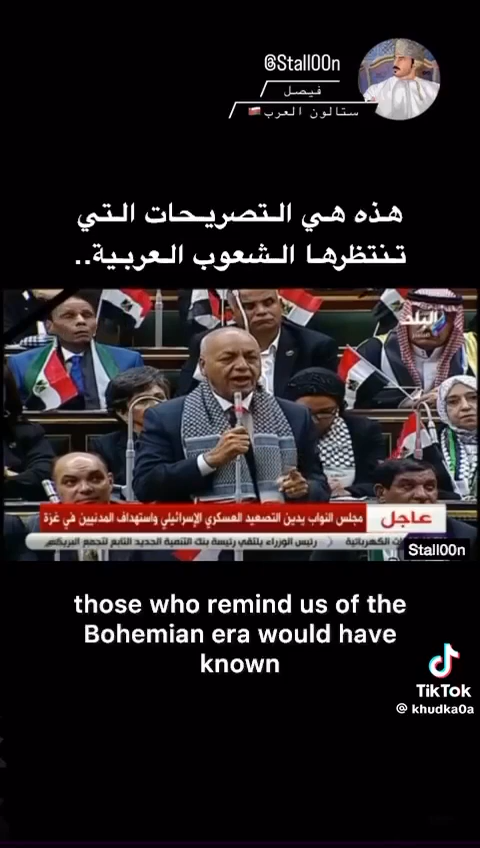 @Stall00n
فيصل
ستالون العرب
هذه هي التصريحات التي
تنتظرها الشعوب العربية..
البلد
عاجل
مجلس النواب يدين التصعيد العسكري الإسرائيلي واستهداف المدنيين في غزة
الكهربائية
رئيس الوزراء يلتقي رئيسة بنك التنمية الجديد التابع لتجمع البريكس
Stall00n
those who remind us of the
Bohemian era would have
known
TikTok
@ khudka0a